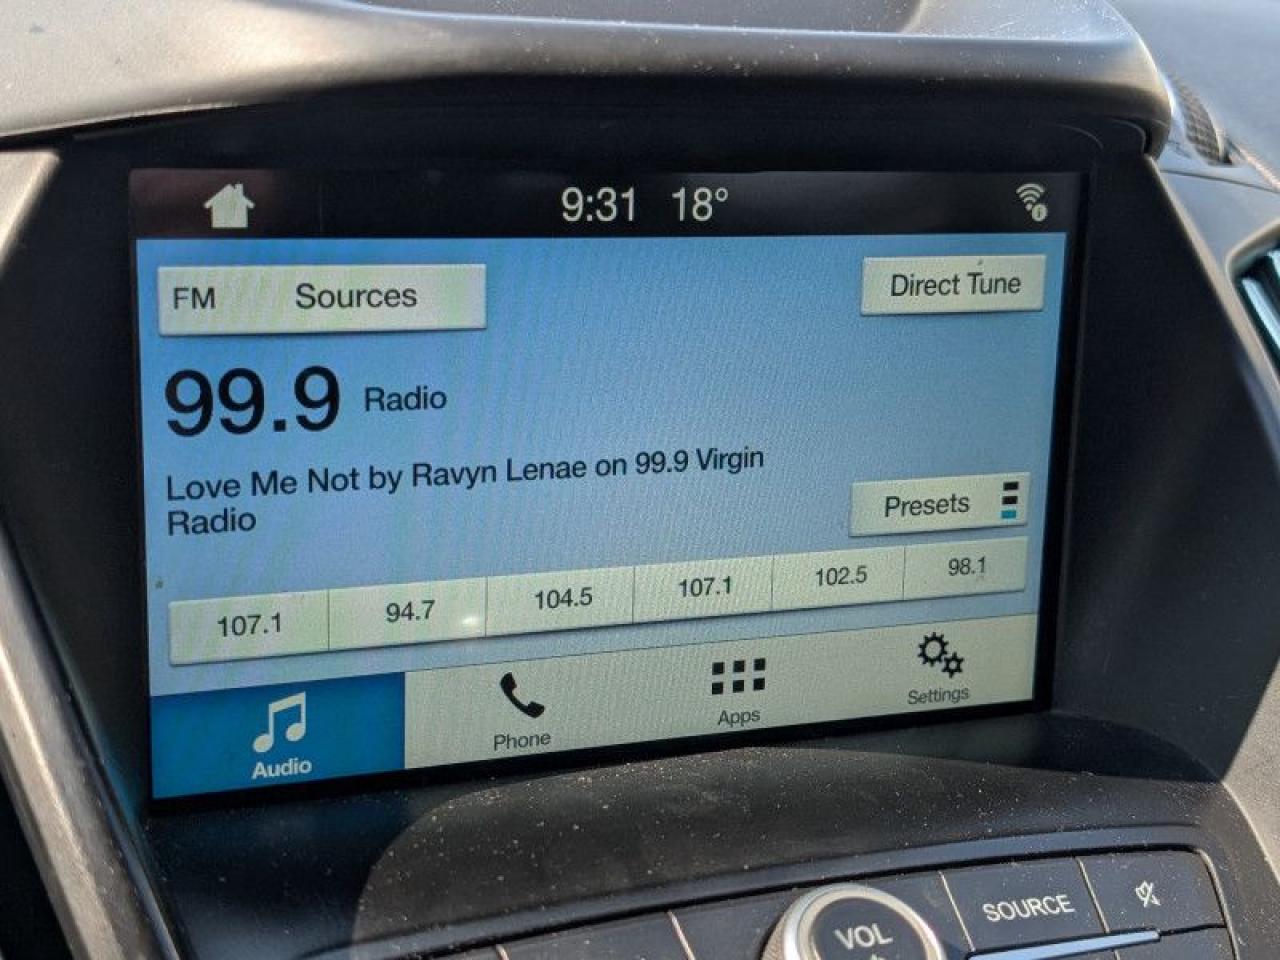 9:31 18°
FM Sources
Direct Tune
99.9 Radio
Love Me Not by Ravyn Lenae on 99.9 Virgin
Radio
Presets
107.1 94.7 104.5 107.1 102.5 98.1
Audio
Phone
Apps
Settings
VOL
SOURCE